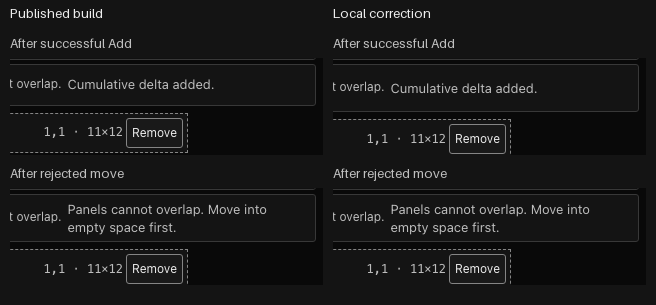 Published build
After successful Add
t overlap. Cumulative delta added.
1,1 · 11×12 Remove
After rejected move
t overlap. Panels cannot overlap. Move into
empty space first.
1,1 · 11×12 Remove
Local correction
After successful Add
t overlap. Cumulative delta added.
1,1 · 11×12 Remove
After rejected move
t overlap. Panels cannot overlap. Move into
empty space first.
1,1 · 11×12 Remove